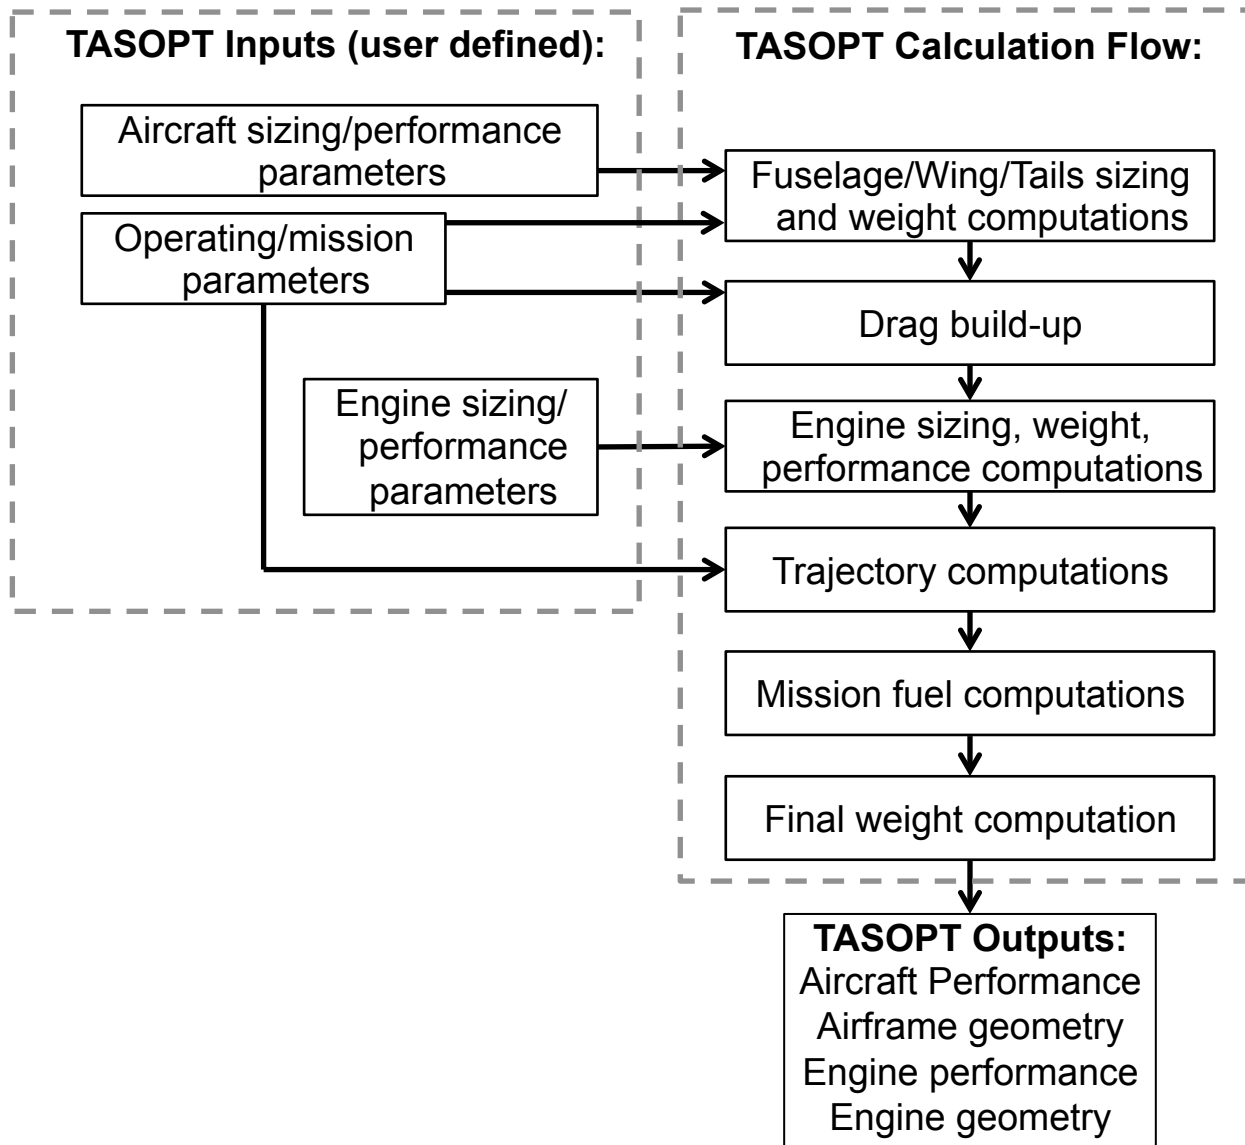 TASOPT Inputs (user defined):
Aircraft sizing/performance
parameters
Operating/mission
parameters
Engine sizing/
performance
parameters
TASOPT Calculation Flow:
Fuselage/Wing/Tails sizing
and weight computations
Drag build-up
Engine sizing, weight,
performance computations
Trajectory computations
Mission fuel computations
Final weight computation
TASOPT Outputs:
Aircraft Performance
Airframe geometry
Engine performance
Engine geometry